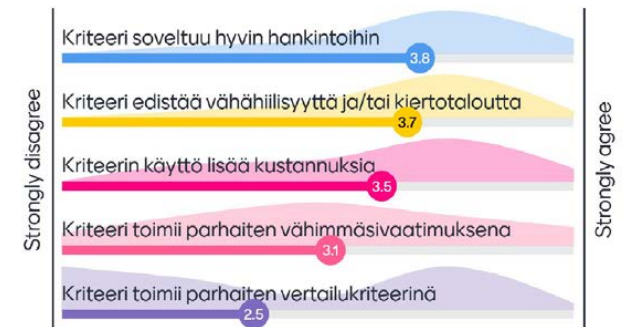 Strongly disagree
Kriteeri soveltuu hyvin hankintoihin
3.8
Kriteeri edistää vähähiilisyyttä ja/tai kiertotaloutta
3.7
Kriteerin käyttö lisää kustannuksia
3.5
Kriteeri toimii parhaiten vähimmäsivaatimuksena
3.1
Kriteeri toimii parhaiten vertailukriteerinä
2.5
Strongly agree